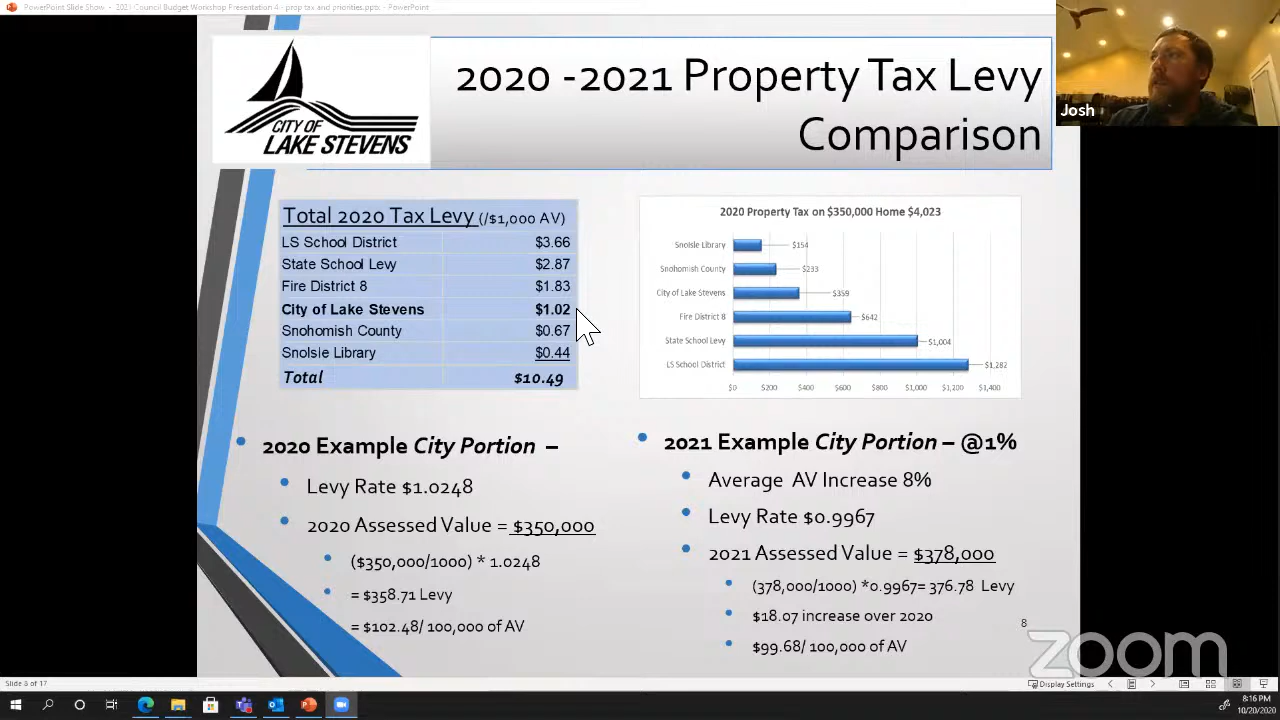 PowerPoint Slide Show - 2021 Council Budget Workshop Presentation 4 - prop tax and priorities.pptx - PowerPoint
CITY OF
LAKE STEVENS
2020 -2021 Property Tax Levy
Comparison
Josh
Total 2020 Tax Levy (/$1,000 AV)
LS School District $3.66
State School Levy $2.87
Fire District 8 $1.83
City of Lake Stevens $1.02
Snohomish County $0.67
SnoIsle Library $0.44
Total $10.49
2020 Property Tax on $350,000 Home $4,023
SnoIsle Library $154
Snohomish County $233
City of Lake Stevens $359
Fire District 8 $642
State School Levy $1,004
LS School District $1,282
$0 $200 $400 $600 $800 $1,000 $1,200 $1,400
• 2020 Example City Portion –
• Levy Rate $1.0248
• 2020 Assessed Value = $350,000
• ($350,000/1000) * 1.0248
• = $358.71 Levy
= $102.48/ 100,000 of AV
• 2021 Example City Portion – @1%
• Average AV Increase 8%
• Levy Rate $0.9967
• 2021 Assessed Value = $378,000
• (378,000/1000) *0.9967= 376.78 Levy
• $18.07 increase over 2020
• $99.68/ 100,000 of AV
8
zoom
Slide 8 of 17
Display Settings
8:16 PM
10/20/2020